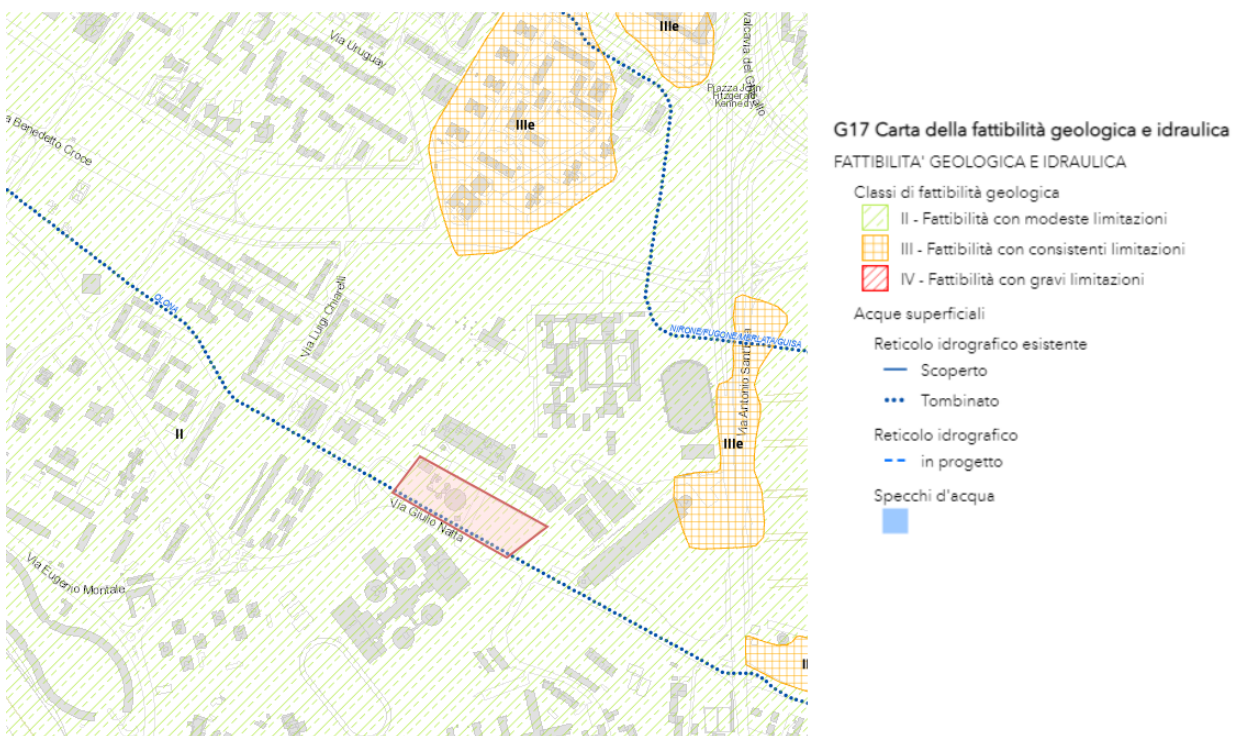 IIIe
Via Uruguay
Piazza John
Fitzgerald
Kennedy
IIIe
a Benedetto Croce
OLONA
Via Luigi Chiarelli
NIRONE/FUGONE/MERLATA/GUISA
Via Antonio Sant'Elia
II
IIIe
Via Giulio Natta
Via Eugenio Montale
G17 Carta della fattibilità geologica e idraulica
FATTIBILITA' GEOLOGICA E IDRAULICA
Classi di fattibilità geologica
II - Fattibilità con modeste limitazioni
III - Fattibilità con consistenti limitazioni
IV - Fattibilità con gravi limitazioni
Acque superficiali
Reticolo idrografico esistente
Scoperto
Tombinato
Reticolo idrografico
in progetto
Specchi d'acqua